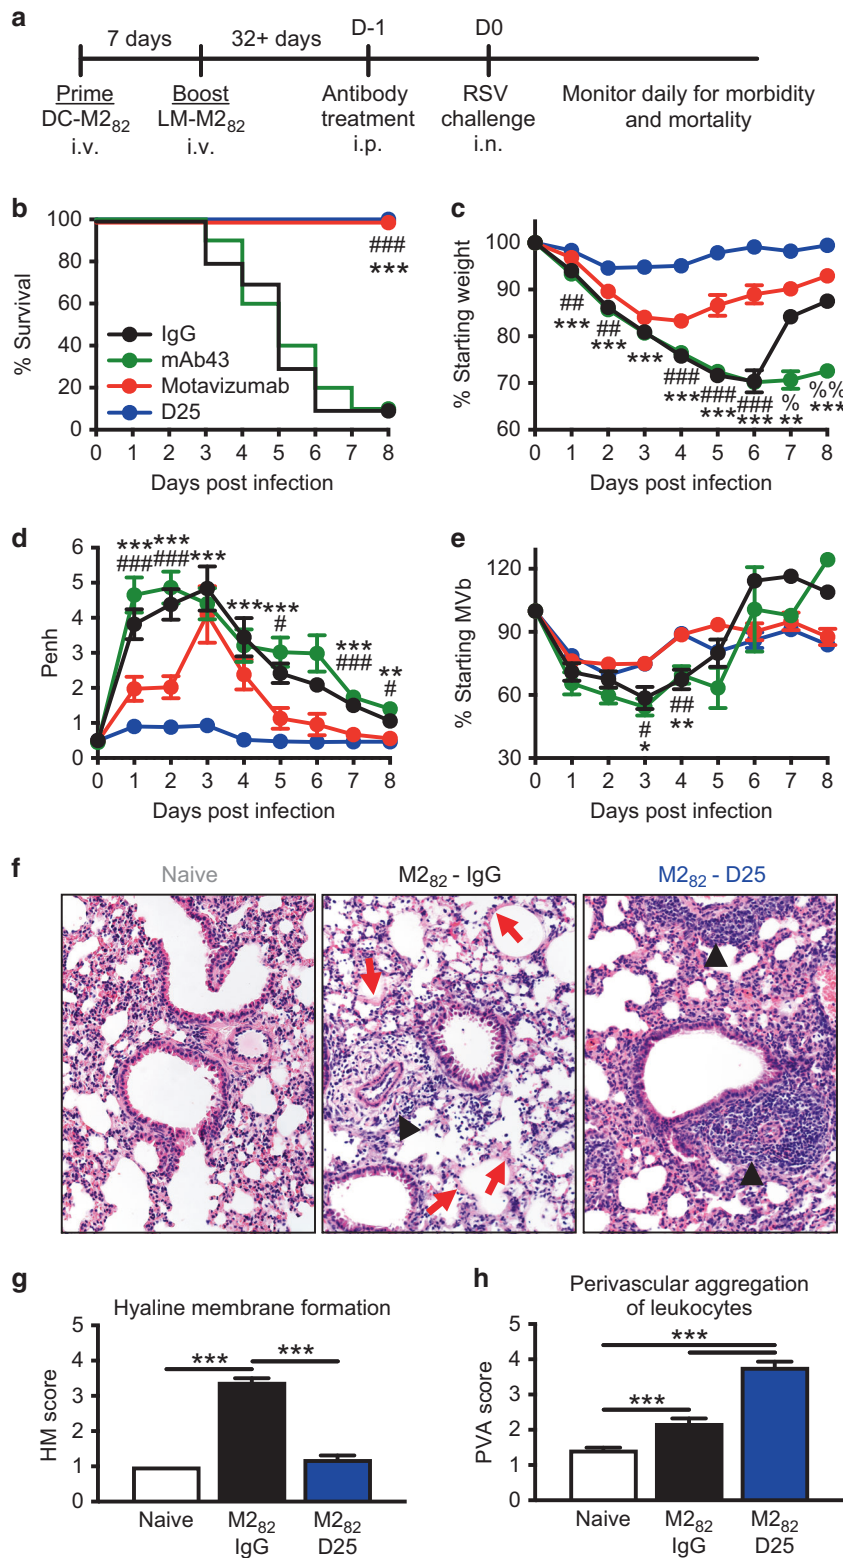 a
7 days
32+ days
D-1
D0
Prime
DC-M2₈₂
i.v.
Boost
LM-M2₈₂
i.v.
Antibody
treatment
i.p.
RSV
challenge
i.n.
Monitor daily for morbidity
and mortality
b
% Survival
100
80
60
40
20
0
###
***
IgG
mAb43
Motavizumab
D25
0 1 2 3 4 5 6 7 8
Days post infection
c
% Starting weight
100
90
80
70
60
##
***
##
***
***
###
***
###
***
###
***
%
**
%%
***
0 1 2 3 4 5 6 7 8
Days post infection
d
Penh
6
5
4
3
2
1
0
***
###
***
###
***
***
***
#
***
###
**
#
0 1 2 3 4 5 6 7 8
Days post infection
e
% Starting MVb
120
90
60
30
#
*
##
**
0 1 2 3 4 5 6 7 8
Days post infection
f
Naive
M2₈₂ - IgG
M2₈₂ - D25
g
Hyaline membrane formation
HM score
5
4
3
2
1
0
***
***
Naive
M2₈₂
IgG
M2₈₂
D25
h
Perivascular aggregation
of leukocytes
PVA score
5
4
3
2
1
0
***
***
Naive
M2₈₂
IgG
M2₈₂
D25